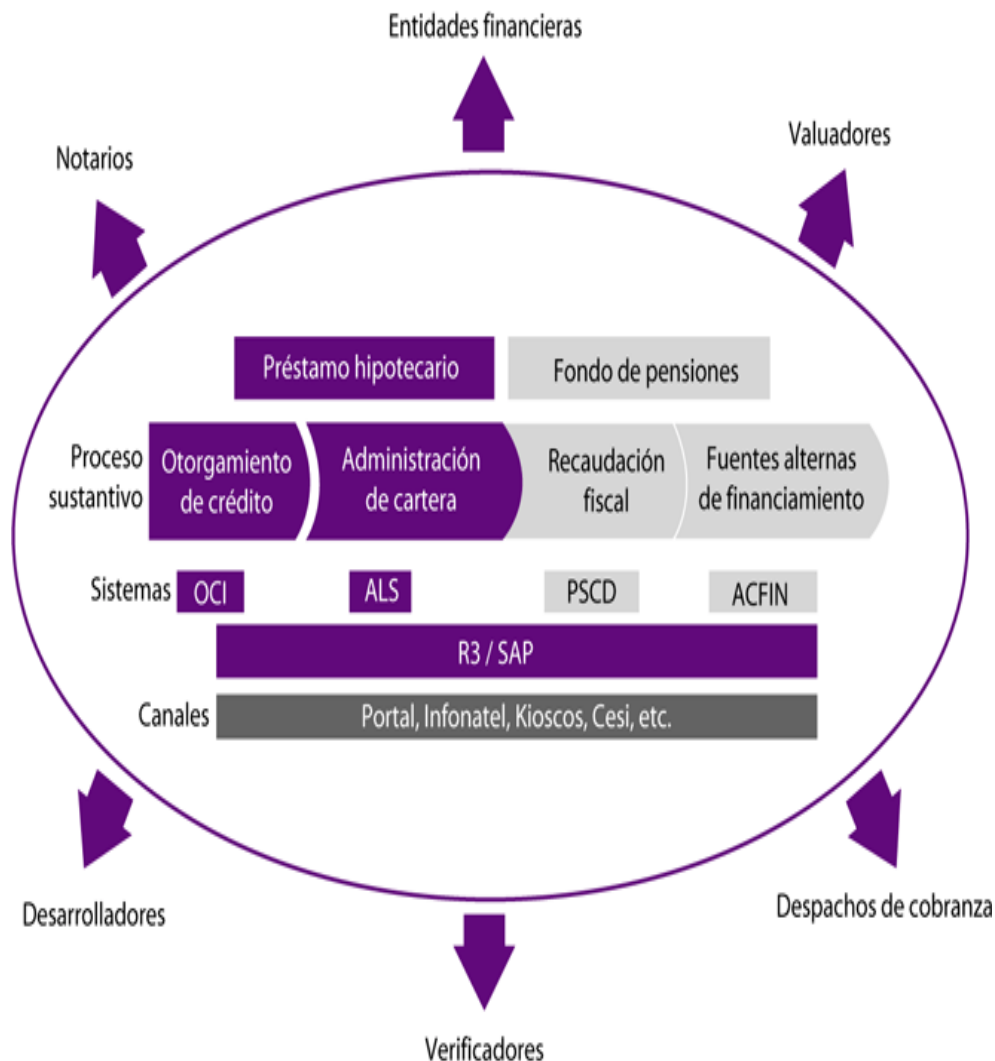 Entidades financieras
Notarios
Valuadores
Préstamo hipotecario
Fondo de pensiones
Proceso
sustantivo
Otorgamiento
de crédito
Administración
de cartera
Recaudación
fiscal
Fuentes alternas
de financiamiento
Sistemas
OCI
ALS
PSCD
ACFIN
R3 / SAP
Canales
Portal, Infonatel, Kioscos, Cesi, etc.
Desarrolladores
Despachos de cobranza
Verificadores